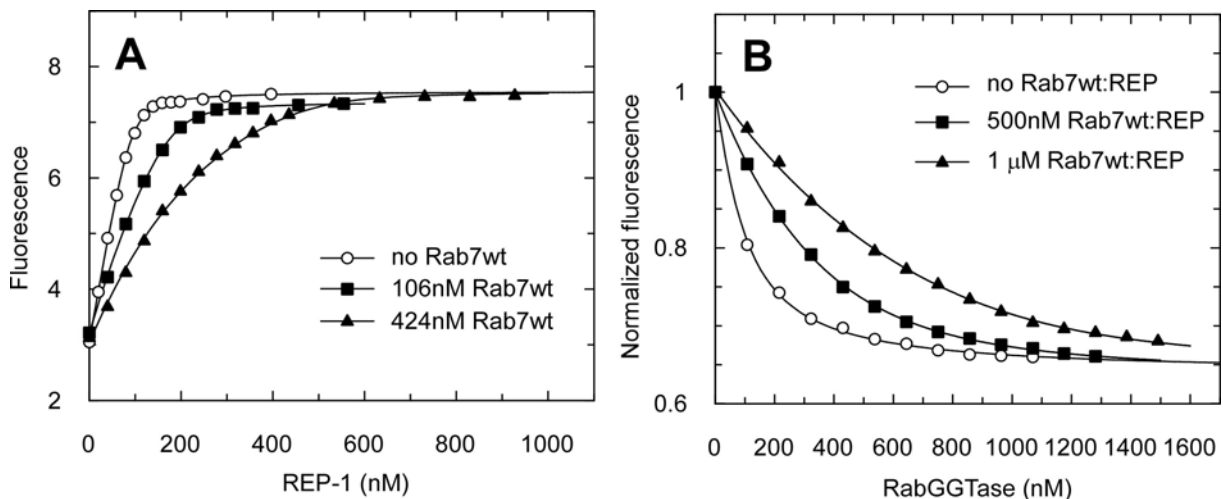 A
Fluorescence
8
6
4
2
no Rab7wt
106nM Rab7wt
424nM Rab7wt
0 200 400 600 800 1000
REP-1 (nM)
B
Normalized fluorescence
1
0.8
0.6
no Rab7wt:REP
500nM Rab7wt:REP
1 μM Rab7wt:REP
0 200 400 600 800 1000 1200 1400 1600
RabGGTase (nM)